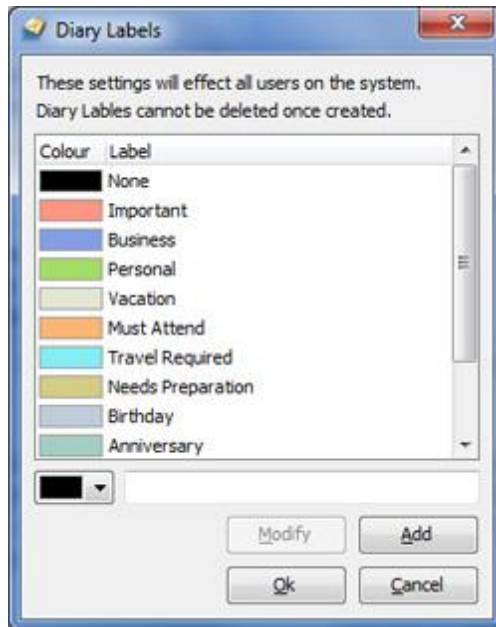 Diary Labels
These settings will effect all users on the system.
Diary Lables cannot be deleted once created.
Colour Label
None
Important
Business
Personal
Vacation
Must Attend
Travel Required
Needs Preparation
Birthday
Anniversary
Modify Add
Ok Cancel